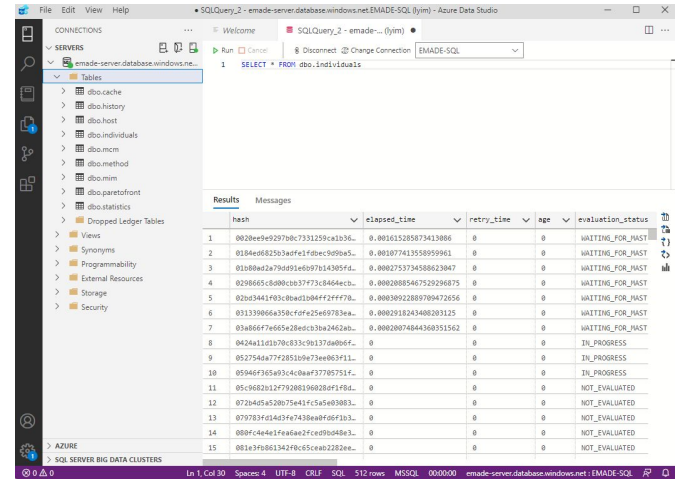 File Edit View Help
● SQLQuery_2 - emade-server.database.windows.net.EMADE-SQL (lyim) - Azure Data Studio
CONNECTIONS
SERVERS
emade-server.database.windows.ne...
Tables
dbo.cache
dbo.history
dbo.host
dbo.individuals
dbo.mcm
dbo.method
dbo.mim
dbo.paretofront
dbo.statistics
Dropped Ledger Tables
Views
Synonyms
Programmability
External Resources
Storage
Security
AZURE
SQL SERVER BIG DATA CLUSTERS
Welcome
SQLQuery_2 - emade-... (lyim) ●
Run Cancel Disconnect Change Connection EMADE-SQL
1 SELECT * FROM dbo.individuals
Results Messages
hash elapsed_time retry_time age evaluation_status
1 0020ee9e9297b0c7331259ca1b36… 0.001615285873413086 0 0 WAITING_FOR_MAST
2 0184ed6825b3adfe1fdbec9d9ba5… 0.001077413558959961 0 0 WAITING_FOR_MAST
3 01b80ad2a79dd91e6b97b14305fd… 0.0002753734588623047 0 0 WAITING_FOR_MAST
4 0298665c8d00cbb37f73c8464ecb… 0.00020885467529296875 0 0 WAITING_FOR_MAST
5 02bd3441f03c0bad1b04ff2fff70… 0.00030922889709472656 0 0 WAITING_FOR_MAST
6 031339066a350cfdfe25e69783ea… 0.0002918243408203125 0 0 WAITING_FOR_MAST
7 03a866f7e665e28edcb3ba2462ab… 0.00020074844360351562 0 0 WAITING_FOR_MAST
8 0424a11d1b70c833c9b137da0b6f… 0 0 0 IN_PROGRESS
9 052754da77f2851b9e73ee063f11… 0 0 0 IN_PROGRESS
10 05946f365a93c4c0aaf37705751f… 0 0 0 IN_PROGRESS
11 05c9682b12f79208196028df1f8d… 0 0 0 NOT_EVALUATED
12 072b4d5a520b75e41fc5a5e03083… 0 0 0 NOT_EVALUATED
13 079783fd14d3fe7438ea0fd6f1b3… 0 0 0 NOT_EVALUATED
14 080fc4e4e1fea6ae2fced9bd48e3… 0 0 0 NOT_EVALUATED
15 081e3fb861342f0c65ceab2282ee… 0 0 0 NOT_EVALUATED
0 0 Ln 1, Col 30 Spaces: 4 UTF-8 CRLF SQL 512 rows MSSQL 00:00:00 emade-server.database.windows.net : EMADE-SQL